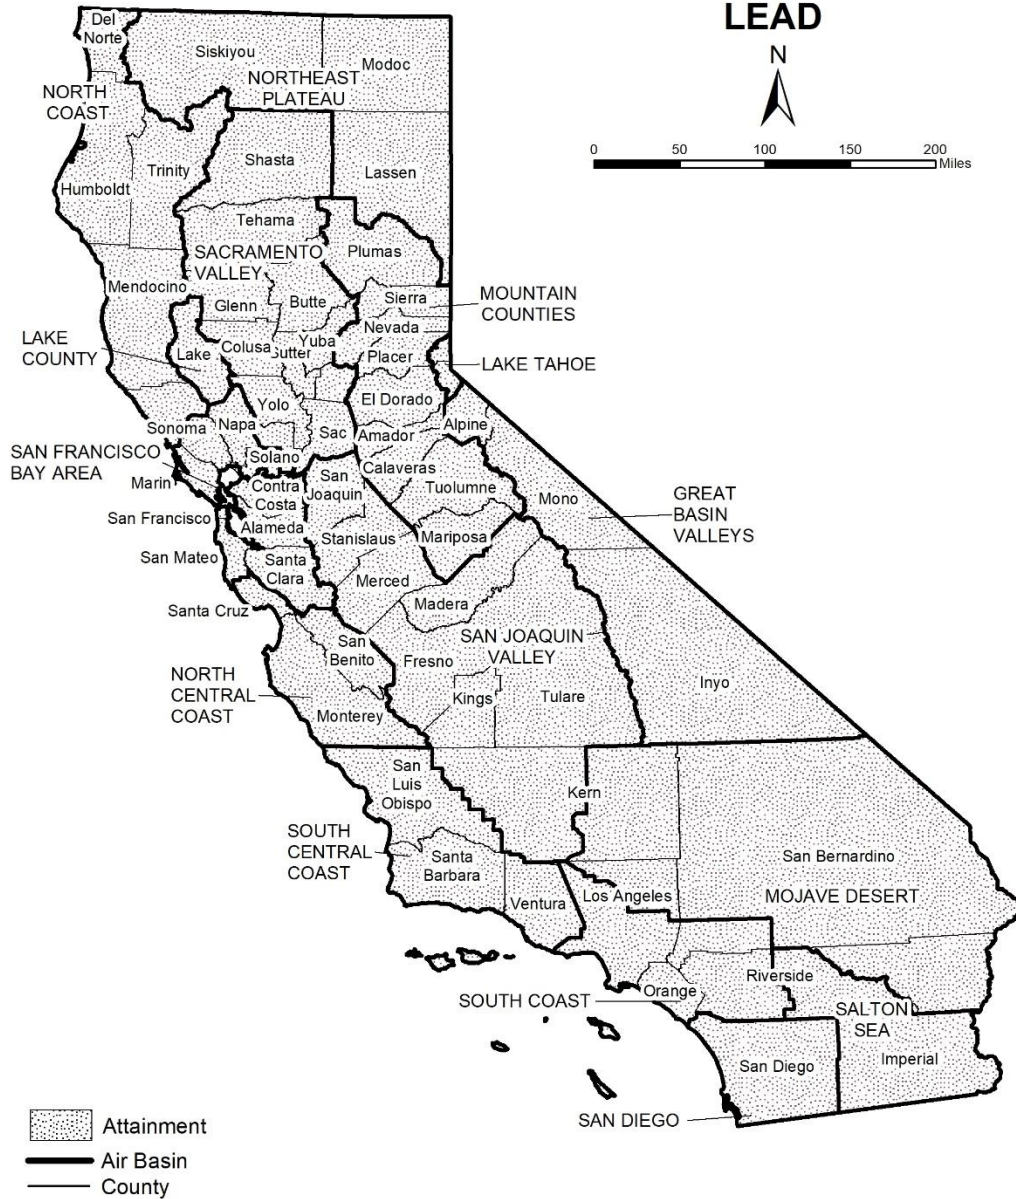 LEAD
N
0 50 100 150 200
Miles
Del
Norte
Siskiyou
Modoc
NORTHEAST
PLATEAU
NORTH
COAST
Shasta
Trinity
Lassen
Humboldt
Tehama
Plumas
SACRAMENTO
VALLEY
Mendocino
Glenn
Butte
Sierra
MOUNTAIN
COUNTIES
Nevada
LAKE
COUNTY
Lake
Colusa
Sutter
Yuba
Placer
LAKE TAHOE
El Dorado
Yolo
Sonoma
Napa
Sac
Amador
Alpine
SAN FRANCISCO
BAY AREA
Solano
Calaveras
Marin
Contra
Costa
San
Joaquin
Tuolumne
Mono
GREAT
BASIN
VALLEYS
San Francisco
Alameda
Stanislaus
Mariposa
San Mateo
Santa
Clara
Merced
Santa Cruz
Madera
San
Benito
Fresno
SAN JOAQUIN
VALLEY
NORTH
CENTRAL
COAST
Kings
Tulare
Inyo
Monterey
San
Luis
Obispo
Kern
SOUTH
CENTRAL
COAST
Santa
Barbara
San Bernardino
Ventura
Los Angeles
MOJAVE DESERT
Riverside
Orange
SOUTH COAST
SALTON
SEA
San Diego
Imperial
SAN DIEGO
Attainment
Air Basin
County